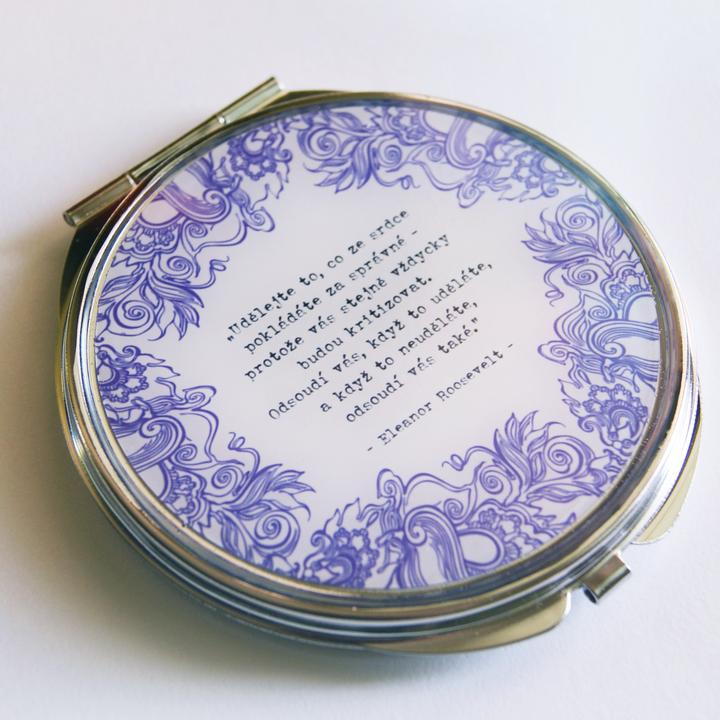 "Udělejte to, co ze srdce
pokládáte za správné -
protože vás stejně vždycky
budou kritizovat.
Odsoudí vás, když to uděláte,
a když to neuděláte,
odsoudí vás také."
- Eleanor Roosevelt -